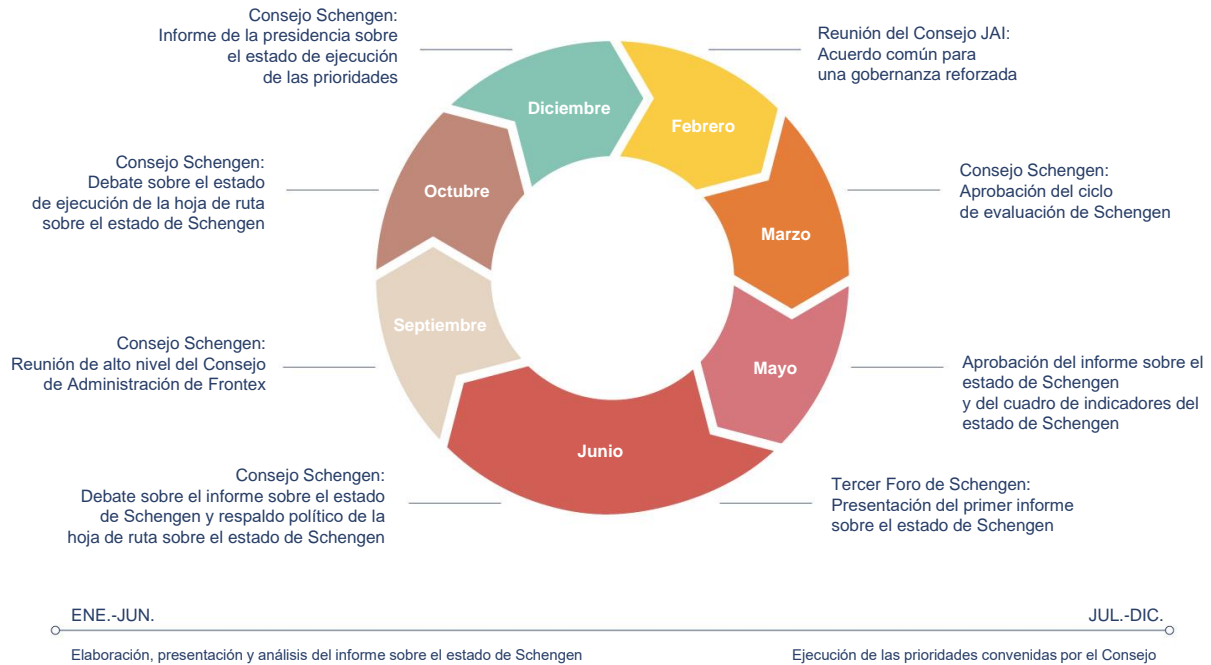 Consejo Schengen:
Informe de la presidencia sobre
el estado de ejecución
de las prioridades
Diciembre
Reunión del Consejo JAI:
Acuerdo común para
una gobernanza reforzada
Febrero
Consejo Schengen:
Aprobación del ciclo
de evaluación de Schengen
Marzo
Aprobación del informe sobre el
estado de Schengen
y del cuadro de indicadores del
estado de Schengen
Mayo
Tercer Foro de Schengen:
Presentación del primer informe
sobre el estado de Schengen
Junio
Consejo Schengen:
Debate sobre el informe sobre el estado
de Schengen y respaldo político de la
hoja de ruta sobre el estado de Schengen
Consejo Schengen:
Reunión de alto nivel del Consejo
de Administración de Frontex
Septiembre
Consejo Schengen:
Debate sobre el estado
de ejecución de la hoja de ruta
sobre el estado de Schengen
Octubre
ENE.-JUN.
JUL.-DIC.
Elaboración, presentación y análisis del informe sobre el estado de Schengen
Ejecución de las prioridades convenidas por el Consejo